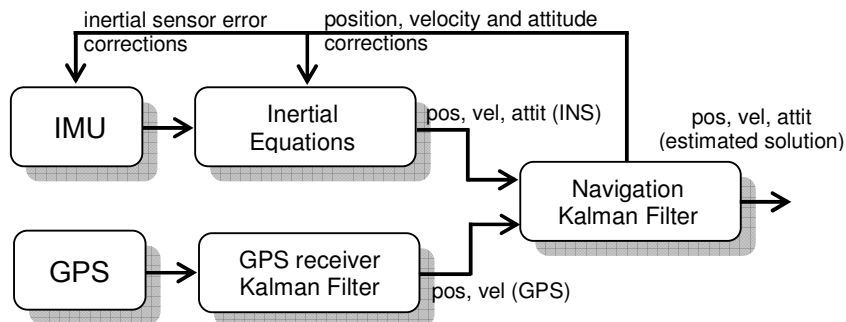 inertial sensor error
corrections
position, velocity and attitude
corrections
IMU
Inertial
Equations
pos, vel, attit (INS)
pos, vel, attit
(estimated solution)
Navigation
Kalman Filter
GPS
GPS receiver
Kalman Filter
pos, vel (GPS)